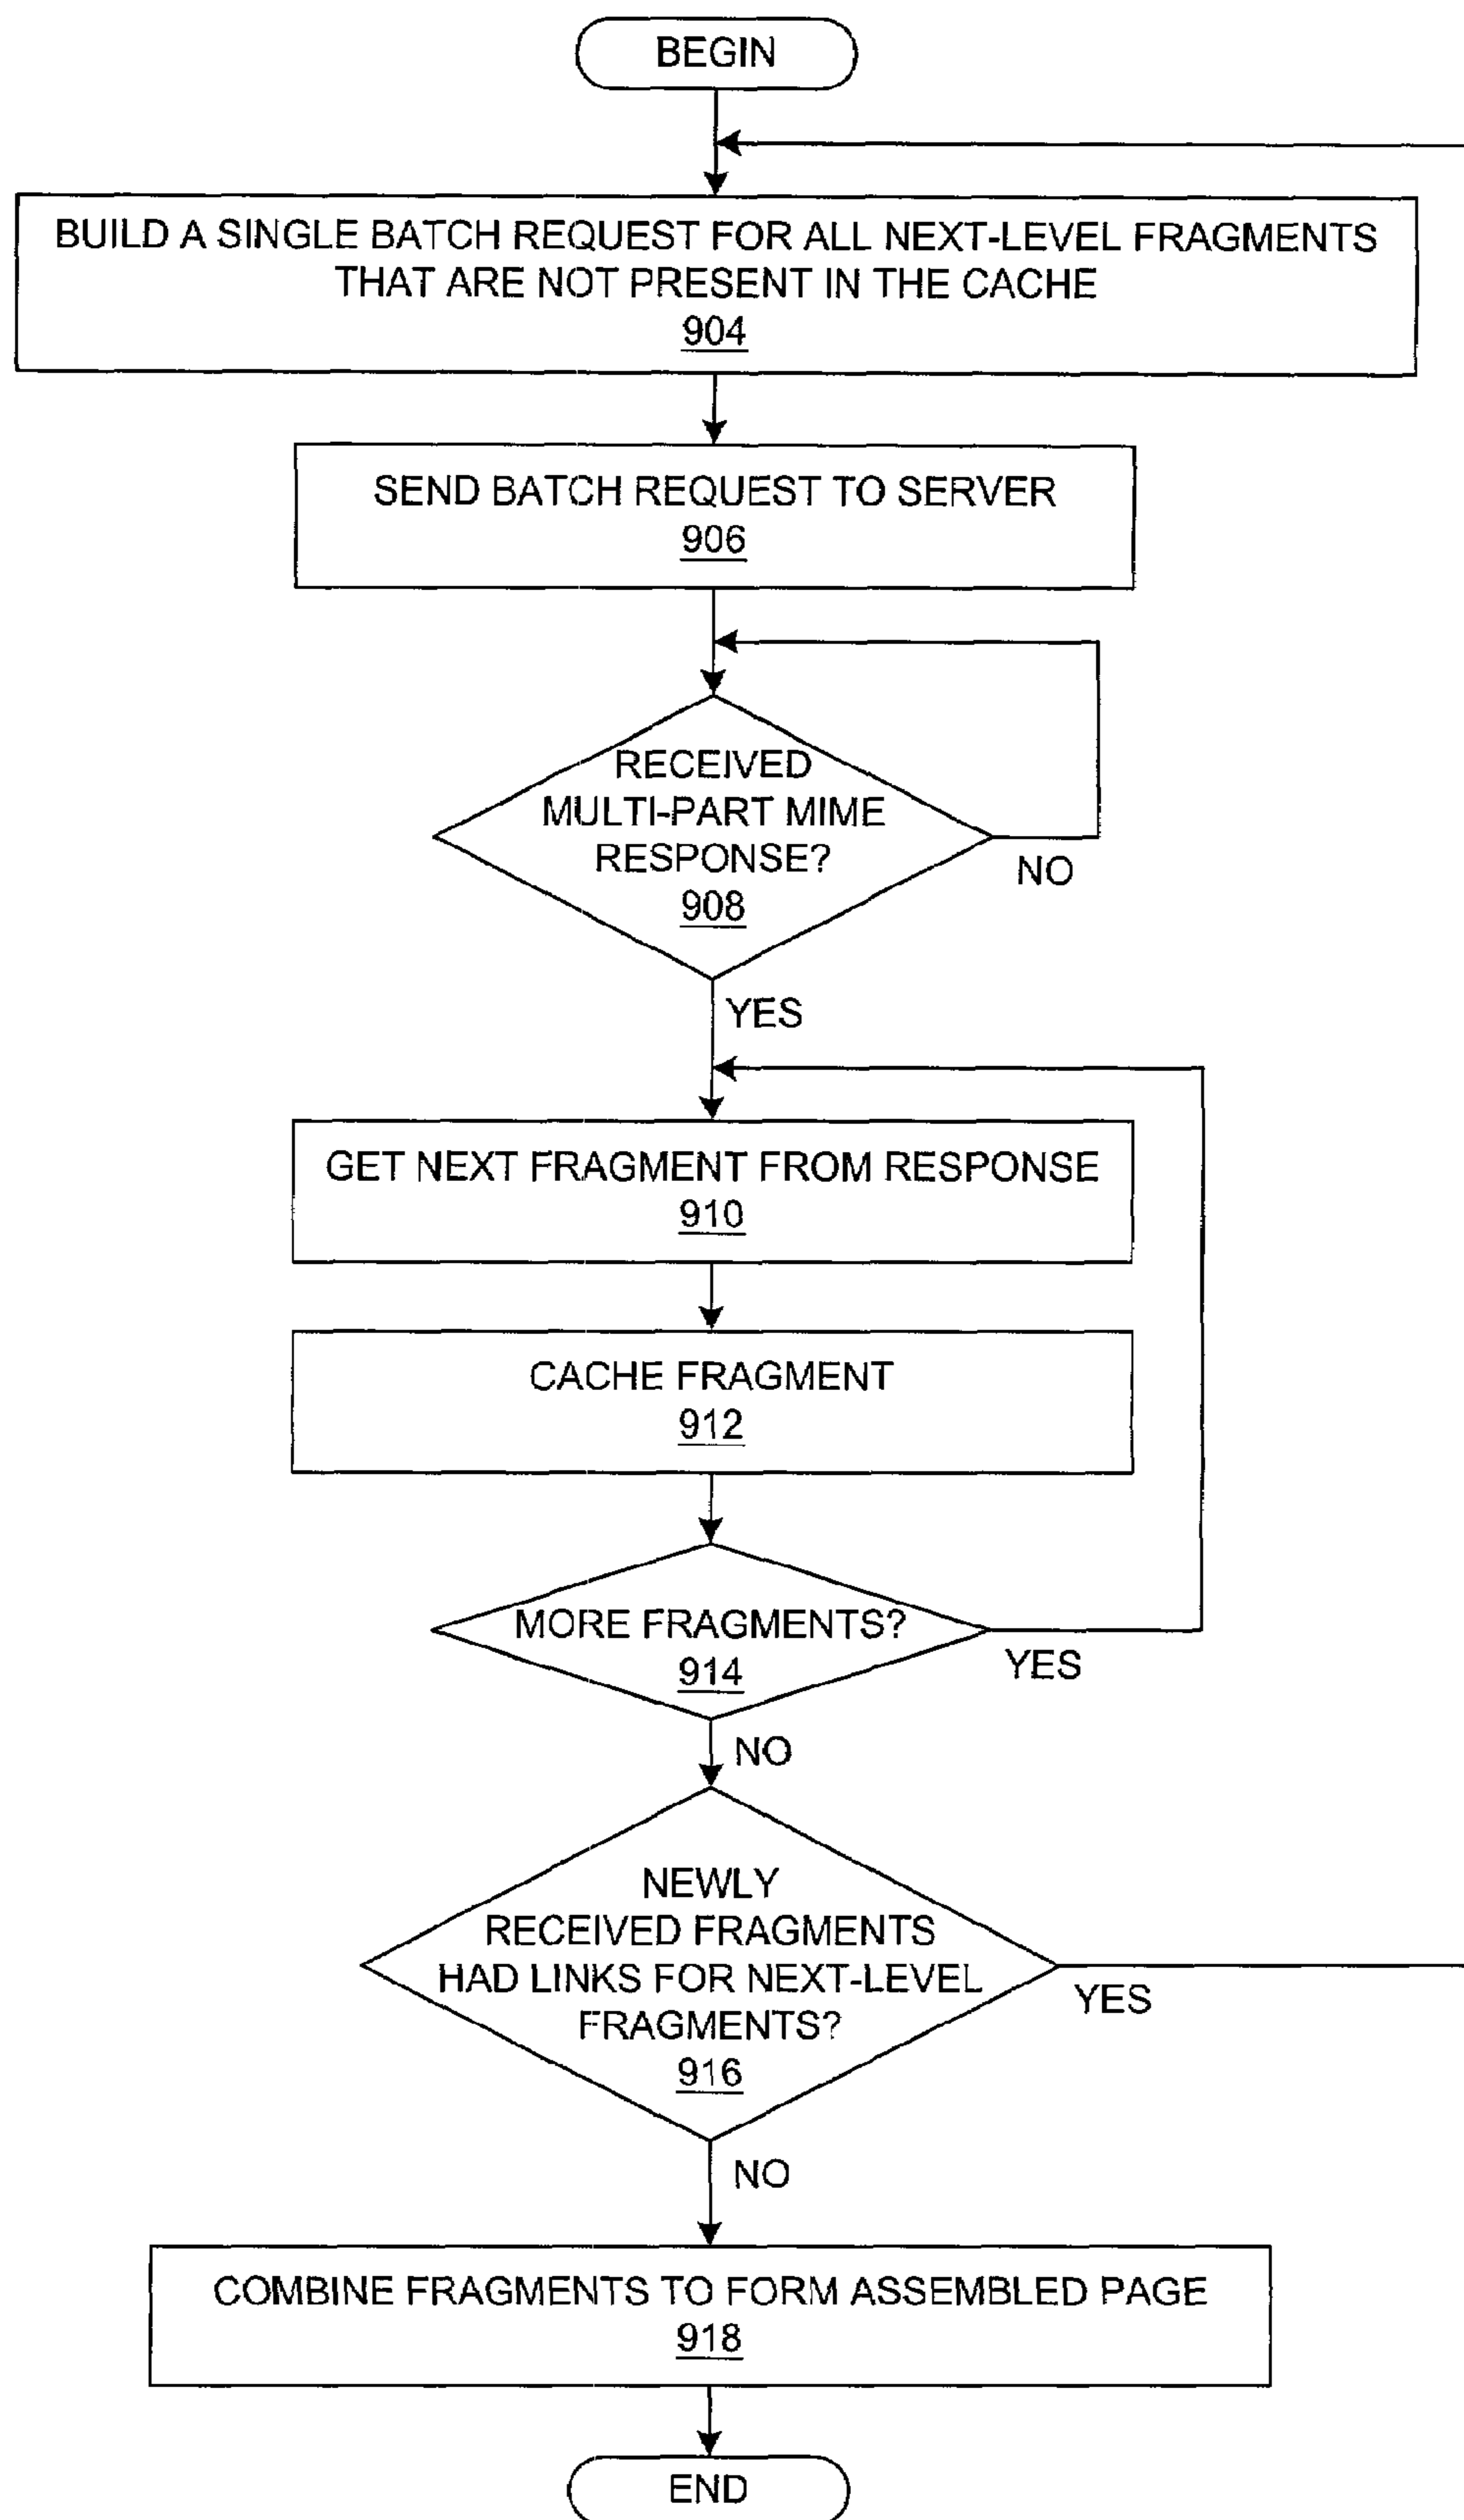 BEGIN
BUILD A SINGLE BATCH REQUEST FOR ALL NEXT-LEVEL FRAGMENTS
THAT ARE NOT PRESENT IN THE CACHE
904
SEND BATCH REQUEST TO SERVER
906
RECEIVED
MULTI-PART MIME
RESPONSE?
908
NO
YES
GET NEXT FRAGMENT FROM RESPONSE
910
CACHE FRAGMENT
912
MORE FRAGMENTS?
914
YES
NO
NEWLY
RECEIVED FRAGMENTS
HAD LINKS FOR NEXT-LEVEL
FRAGMENTS?
916
YES
NO
COMBINE FRAGMENTS TO FORM ASSEMBLED PAGE
918
END